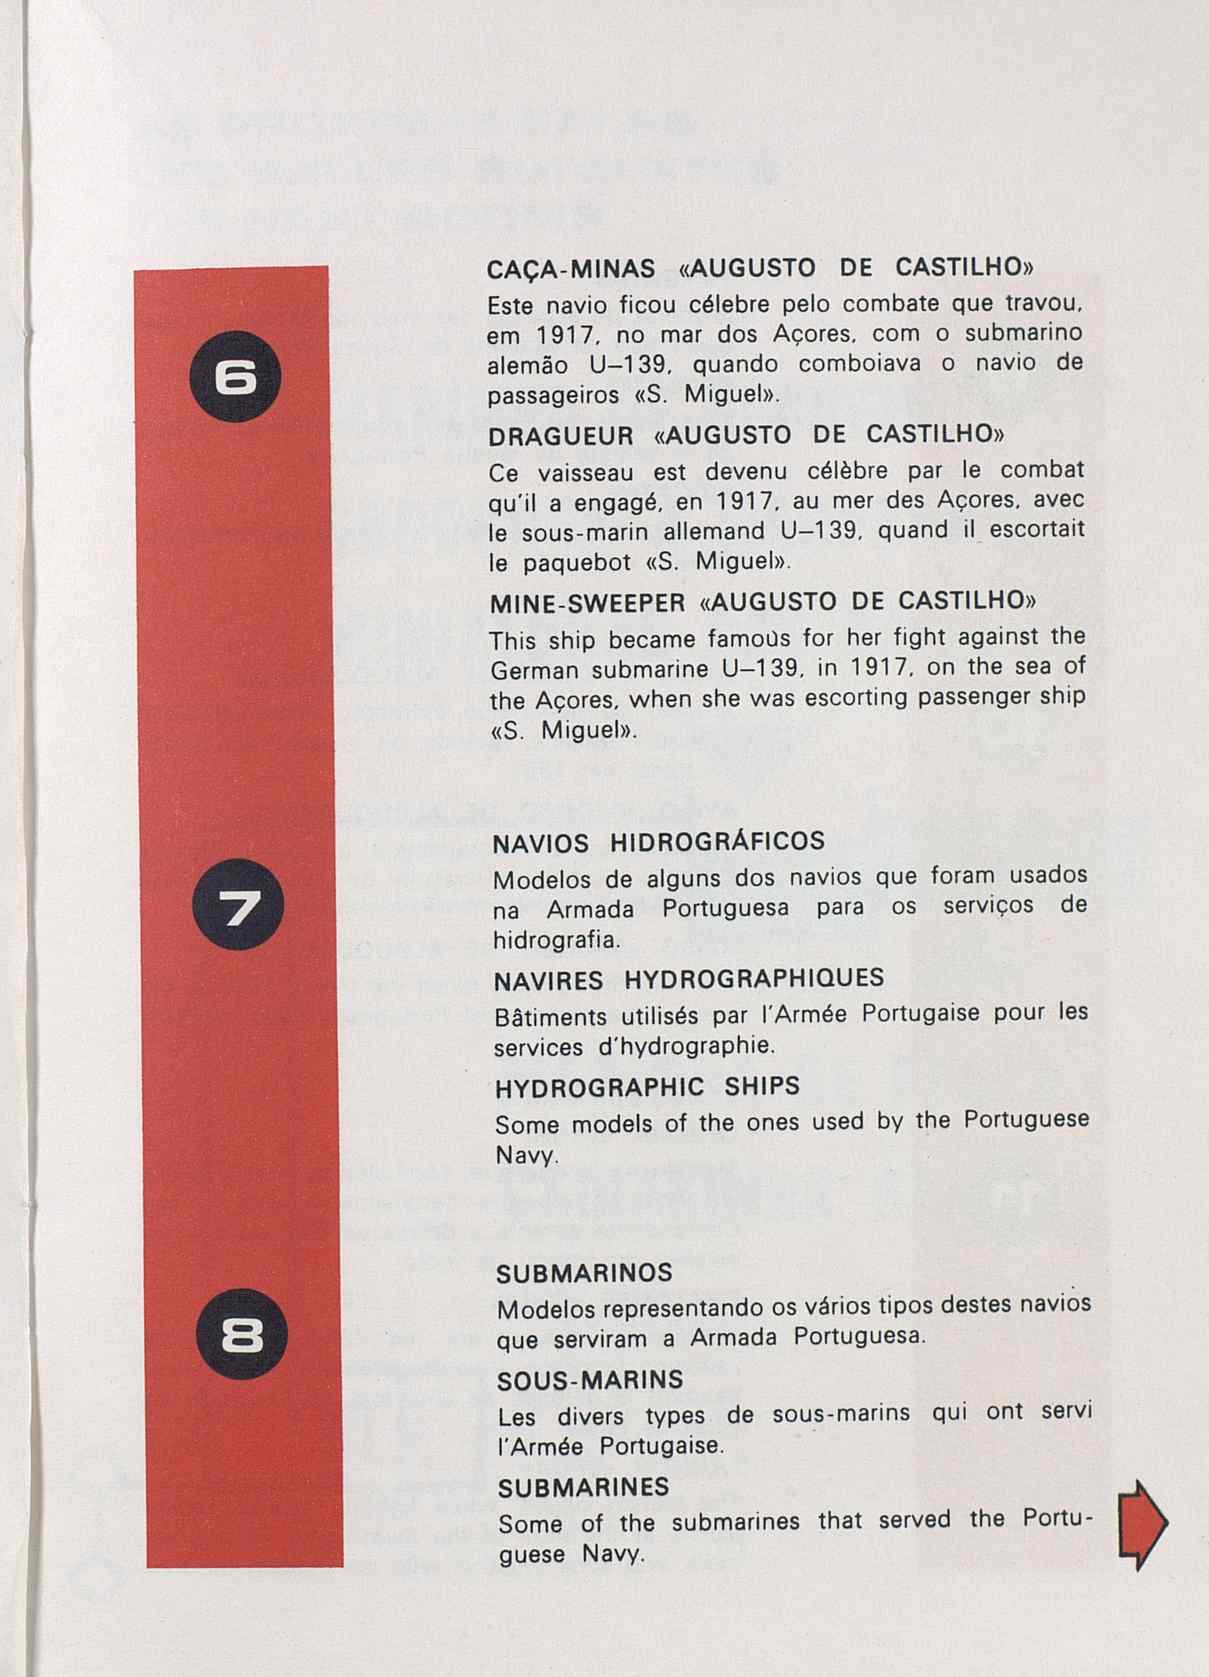 6
CAÇA-MINAS «AUGUSTO DE CASTILHO»
Este navio ficou célebre pelo combate que travou,
em 1917, no mar dos Açores, com o submarino
alemão U–139, quando comboiava o navio de
passageiros «S. Miguel».
DRAGUEUR «AUGUSTO DE CASTILHO»
Ce vaisseau est devenu célèbre par le combat
qu'il a engagé, en 1917, au mer des Açores, avec
le sous-marin allemand U–139, quand il escortait
le paquebot «S. Miguel».
MINE-SWEEPER «AUGUSTO DE CASTILHO»
This ship became famous for her fight against the
German submarine U–139, in 1917, on the sea of
the Açores, when she was escorting passenger ship
«S. Miguel».
7
NAVIOS HIDROGRÁFICOS
Modelos de alguns dos navios que foram usados
na Armada Portuguesa para os serviços de
hidrografia.
NAVIRES HYDROGRAPHIQUES
Bâtiments utilisés par l'Armée Portugaise pour les
services d'hydrographie.
HYDROGRAPHIC SHIPS
Some models of the ones used by the Portuguese
Navy.
8
SUBMARINOS
Modelos representando os vários tipos destes navios
que serviram a Armada Portuguesa.
SOUS-MARINS
Les divers types de sous-marins qui ont servi
l'Armée Portugaise.
SUBMARINES
Some of the submarines that served the Portu-
guese Navy.